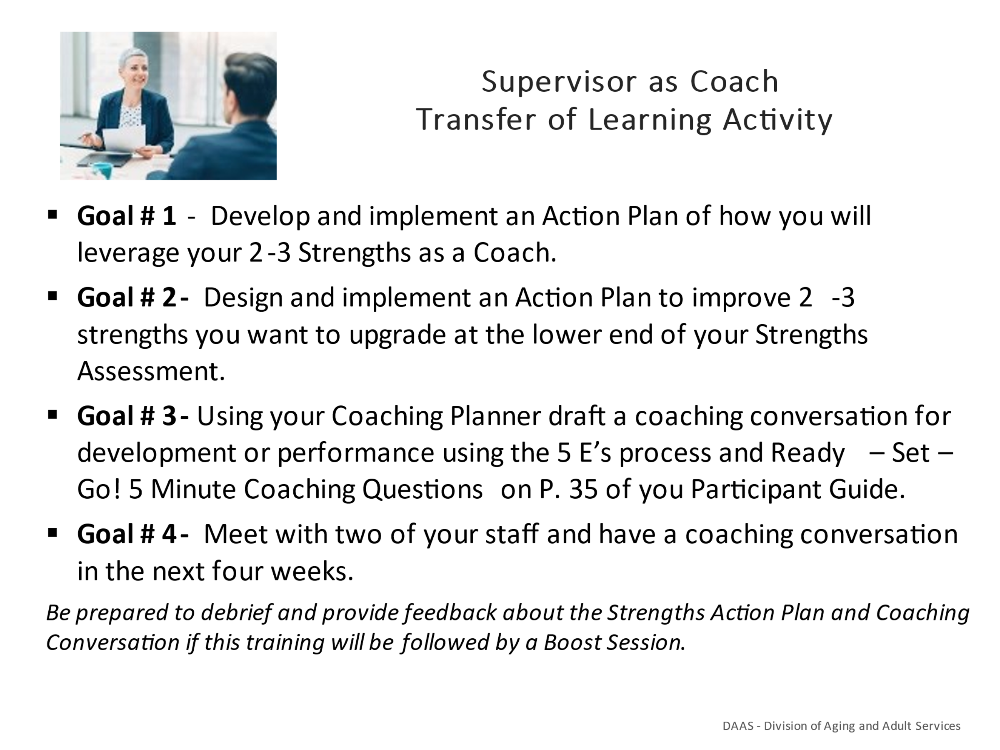 Supervisor as Coach
Transfer of Learning Activity
▪ Goal # 1 - Develop and implement an Action Plan of how you will
leverage your 2 -3 Strengths as a Coach.
▪ Goal # 2 - Design and implement an Action Plan to improve 2 -3
strengths you want to upgrade at the lower end of your Strengths
Assessment.
▪ Goal # 3 - Using your Coaching Planner draft a coaching conversation for
development or performance using the 5 E’s process and Ready – Set –
Go! 5 Minute Coaching Questions on P. 35 of you Participant Guide.
▪ Goal # 4 - Meet with two of your staff and have a coaching conversation
in the next four weeks.
Be prepared to debrief and provide feedback about the Strengths Action Plan and Coaching
Conversation if this training will be followed by a Boost Session.
DAAS - Division of Aging and Adult Services